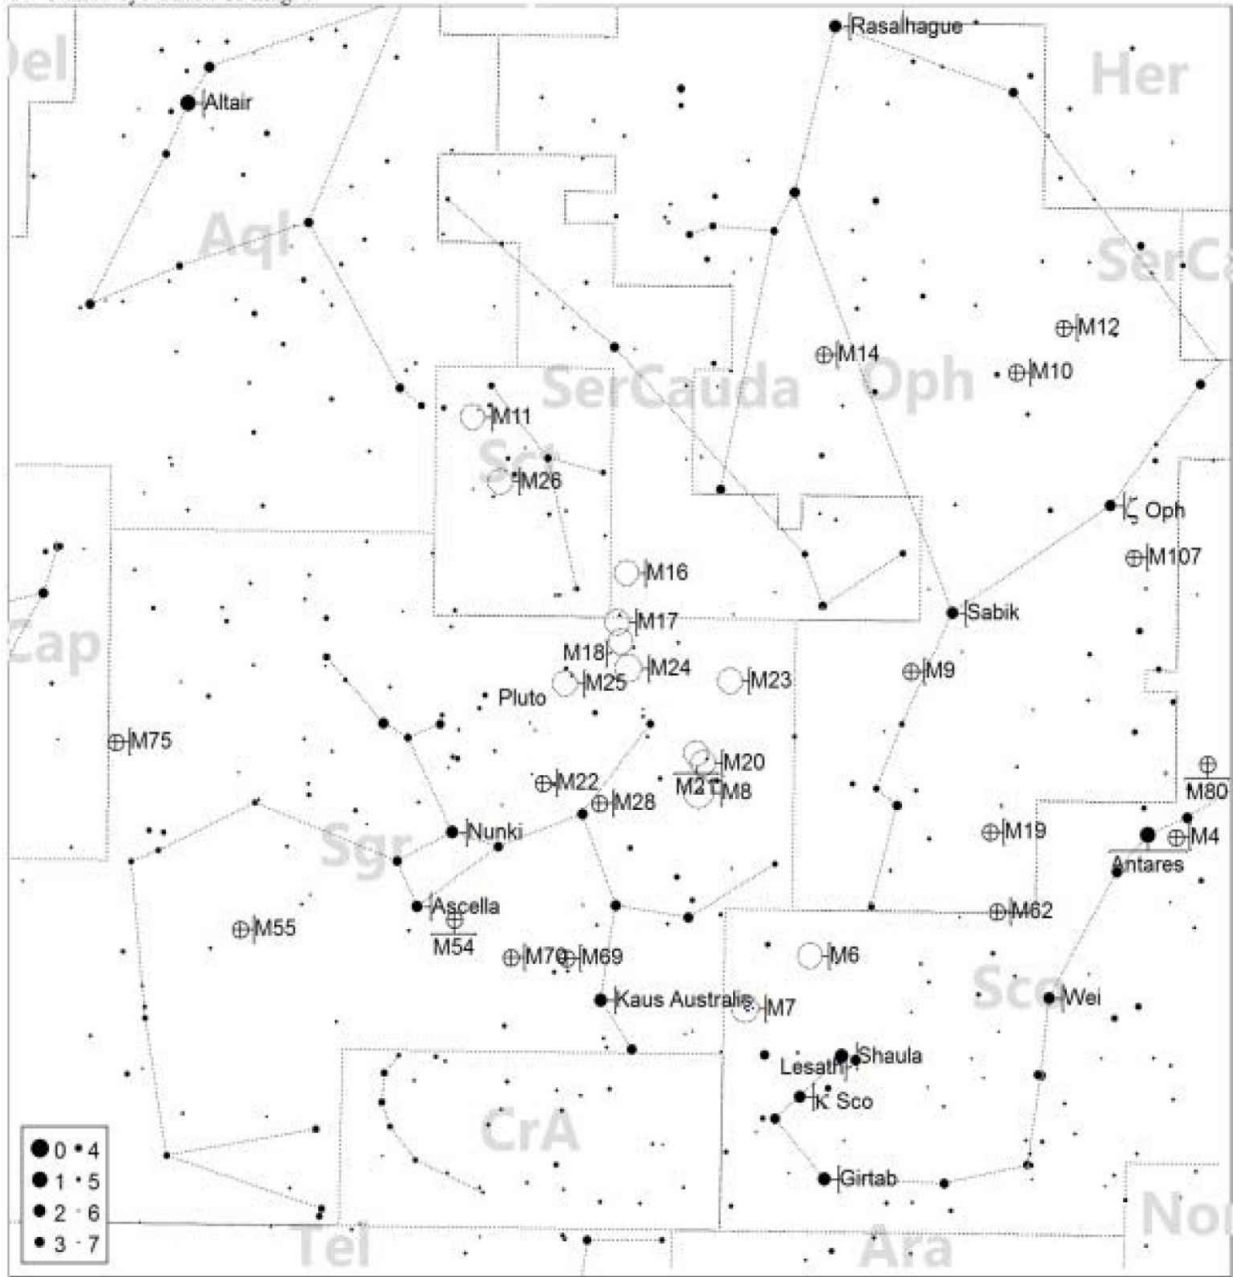 Rasalhague
Del
Her
Altair
Aql
SerCa
M12
M14
M10
SerCauda
Oph
M11
Sct
M26
ζ Oph
M107
M16
Sabik
M17
Cap
M18
M24
M9
M25
M23
Pluto
M75
M20
M22
M21
M80
M28
M8
Nunki
M19
M4
Sgr
Antares
Ascella
M62
M55
M54
M70
M69
M6
Sco
Kaus Australis
M7
Wei
Shaula
Lesath
κ Sco
CrA
0 4
1 5
2 6
3 7
Girtab
Nor
Tel
Ara